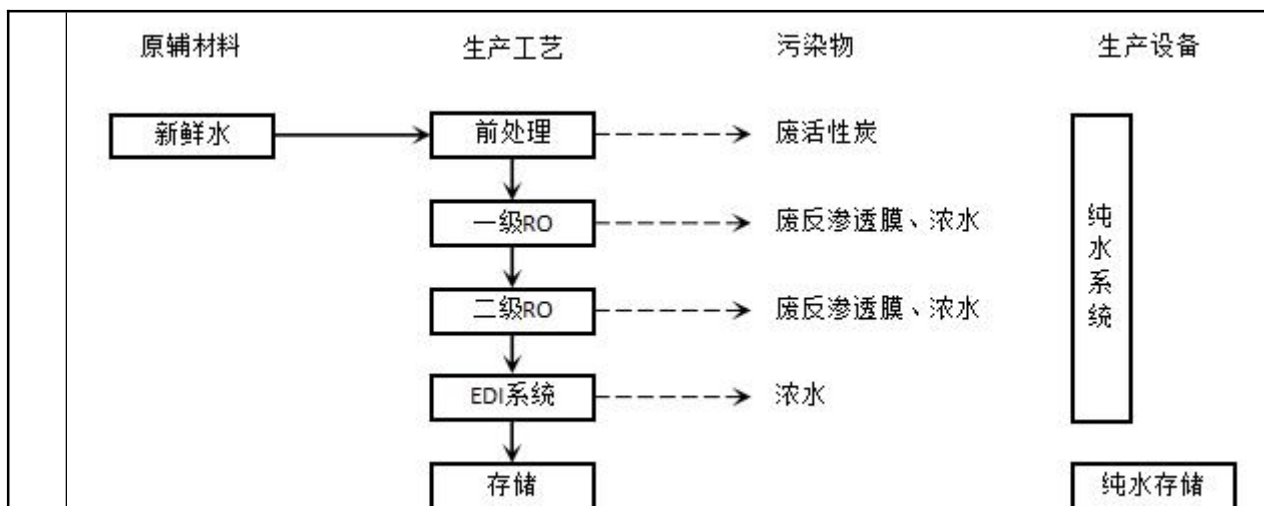 原辅材料 生产工艺 污染物 生产设备
新鲜水 前处理 废活性炭
一级RO 废反渗透膜、浓水
二级RO 废反渗透膜、浓水
EDI系统 浓水
纯水系统
存储 纯水存储